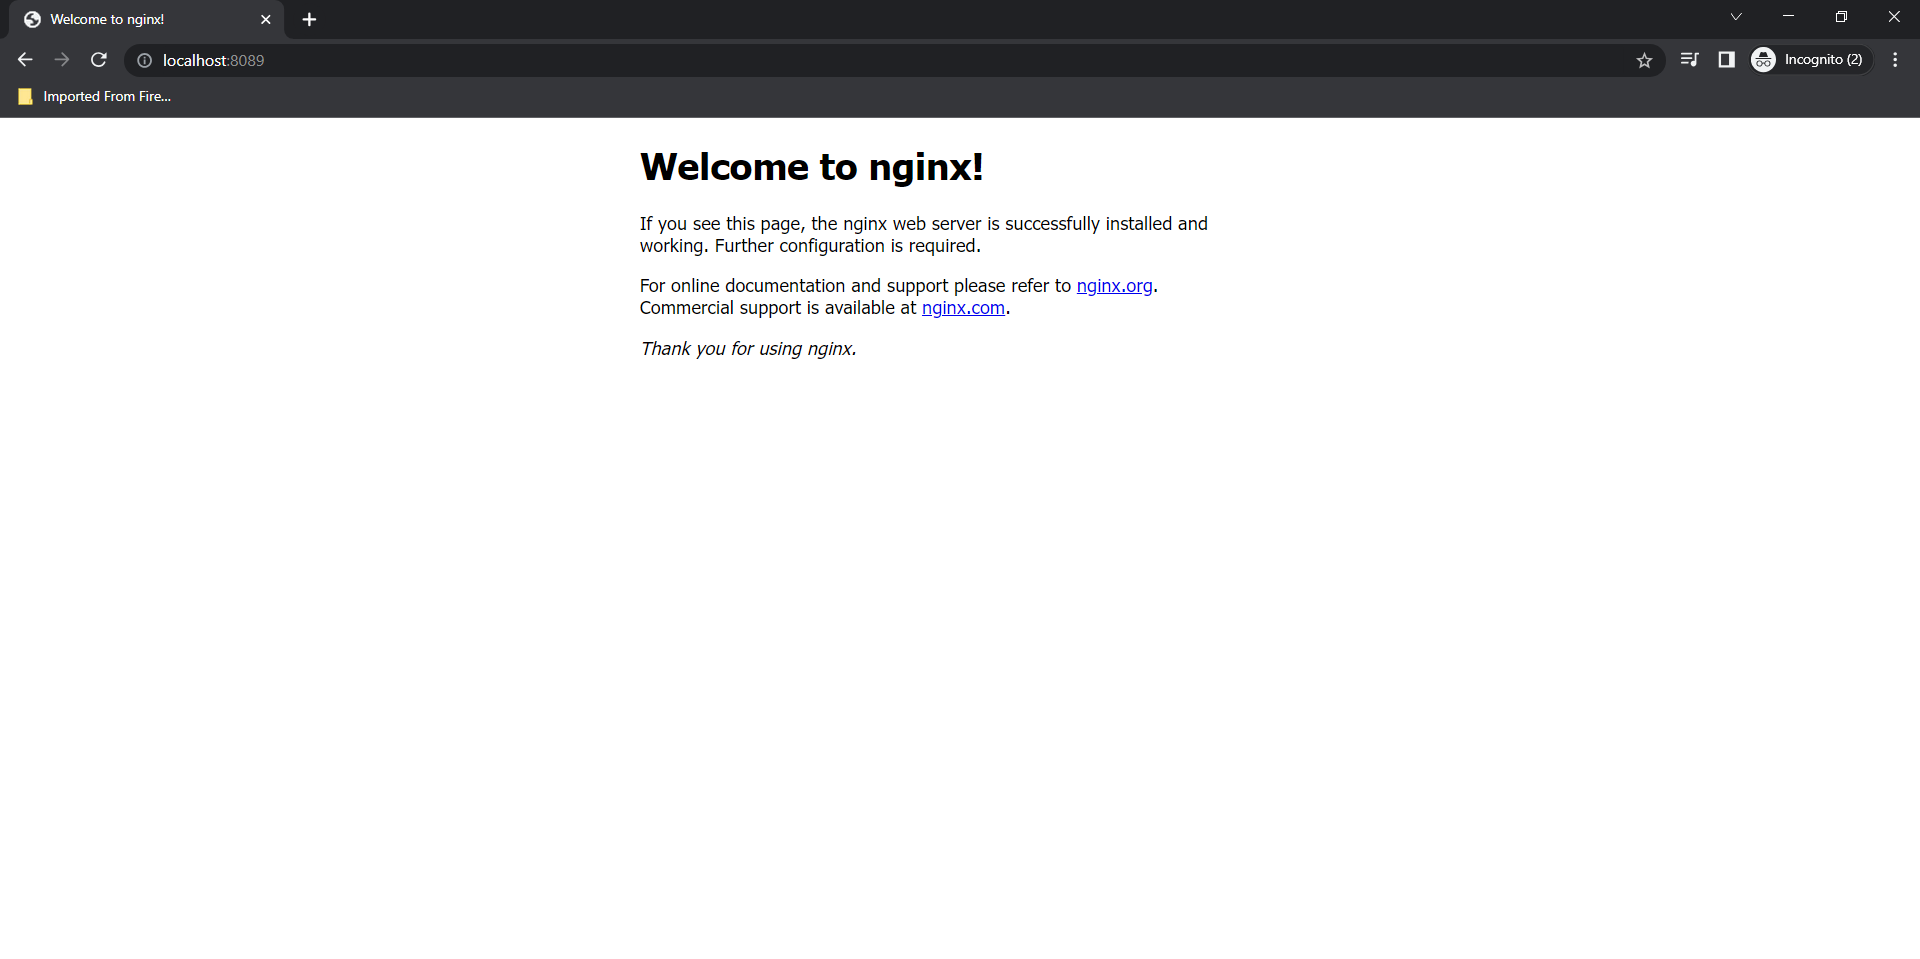 Welcome to nginx!
localhost:8089
Incognito (2)
Imported From Fire...
Welcome to nginx!
If you see this page, the nginx web server is successfully installed and
working. Further configuration is required.
For online documentation and support please refer to nginx.org.
Commercial support is available at nginx.com.
Thank you for using nginx.